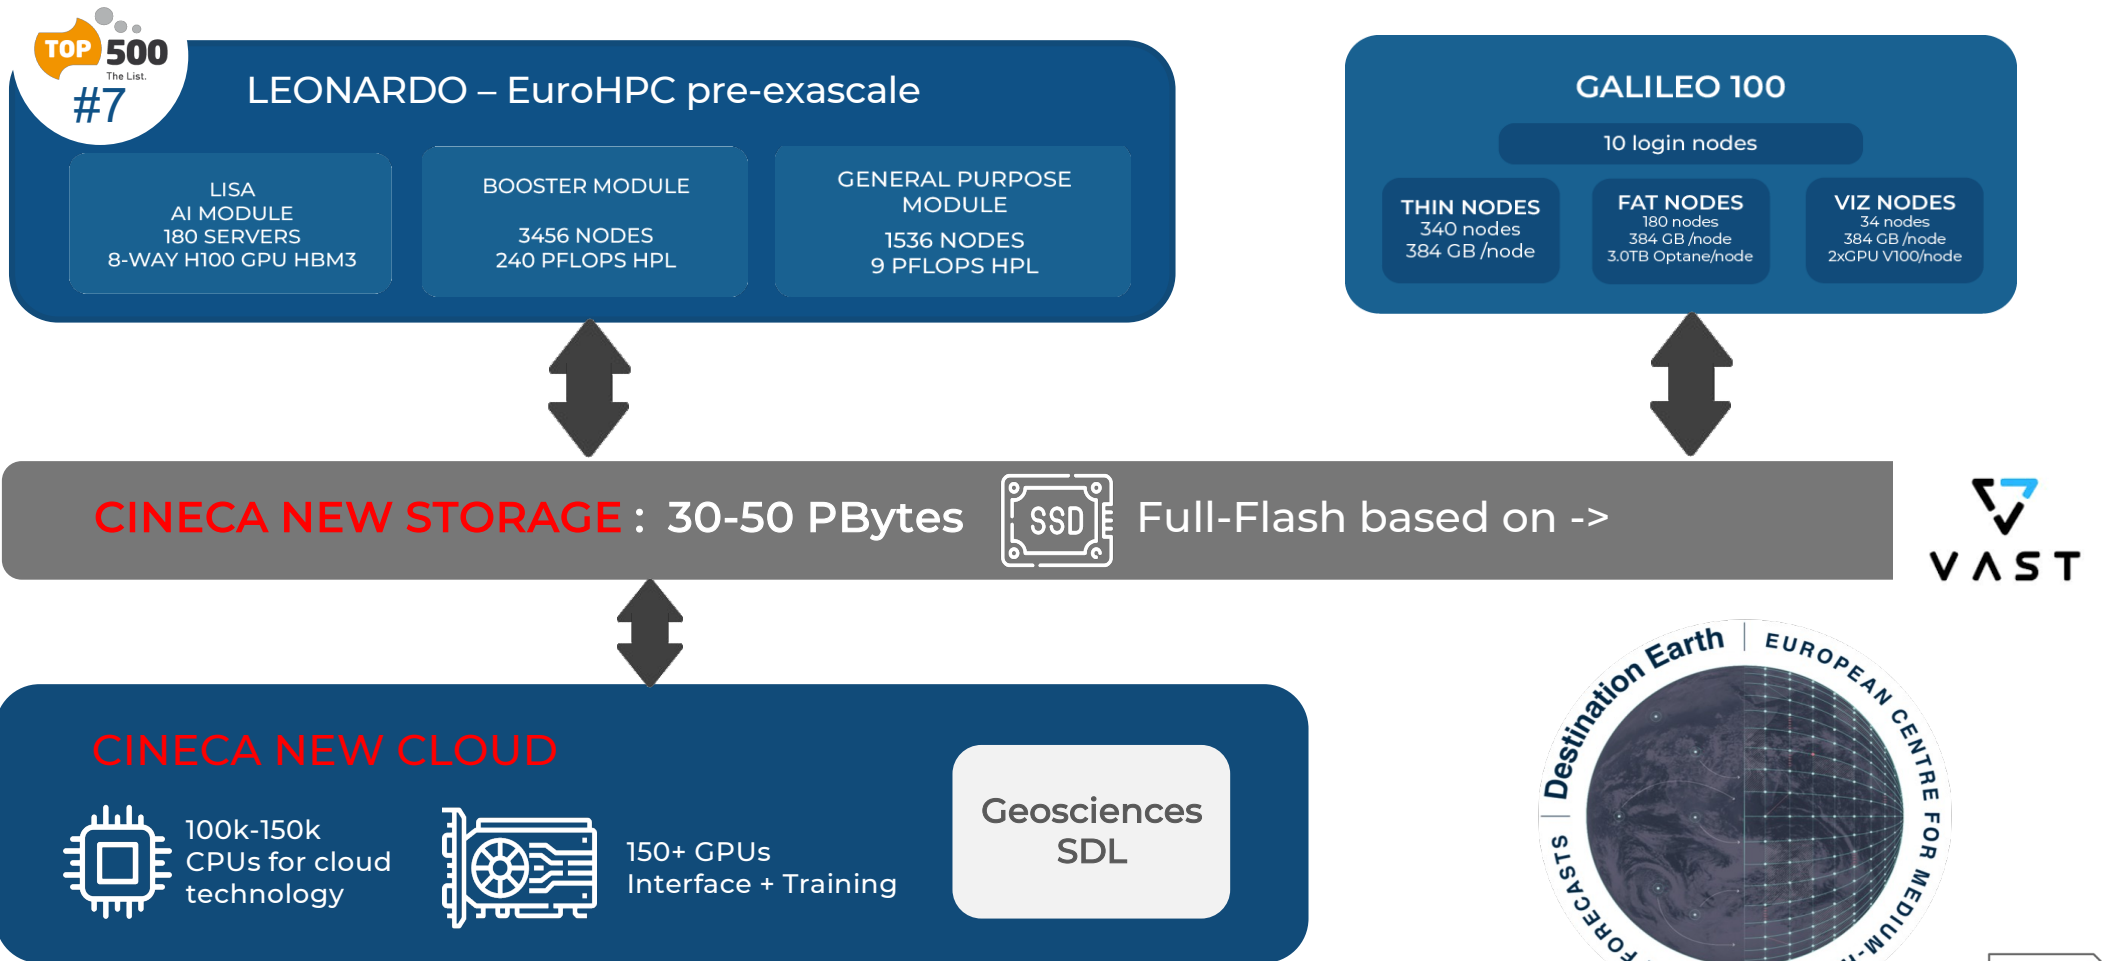 TOP 500
The List.
#7
LEONARDO – EuroHPC pre-exascale
LISA
AI MODULE
180 SERVERS
8-WAY H100 GPU HBM3
BOOSTER MODULE
3456 NODES
240 PFLOPS HPL
GENERAL PURPOSE
MODULE
1536 NODES
9 PFLOPS HPL
GALILEO 100
10 login nodes
THIN NODES
340 nodes
384 GB /node
FAT NODES
180 nodes
384 GB /node
3.0TB Optane/node
VIZ NODES
34 nodes
384 GB /node
2xGPU V100/node
CINECA NEW STORAGE : 30-50 PBytes
SSD
Full-Flash based on ->
VAST
CINECA NEW CLOUD
100k-150k
CPUs for cloud
technology
150+ GPUs
Interface + Training
Geosciences
SDL
Destination Earth
EUROPEAN CENTRE FOR MEDIUM-
FORECASTS